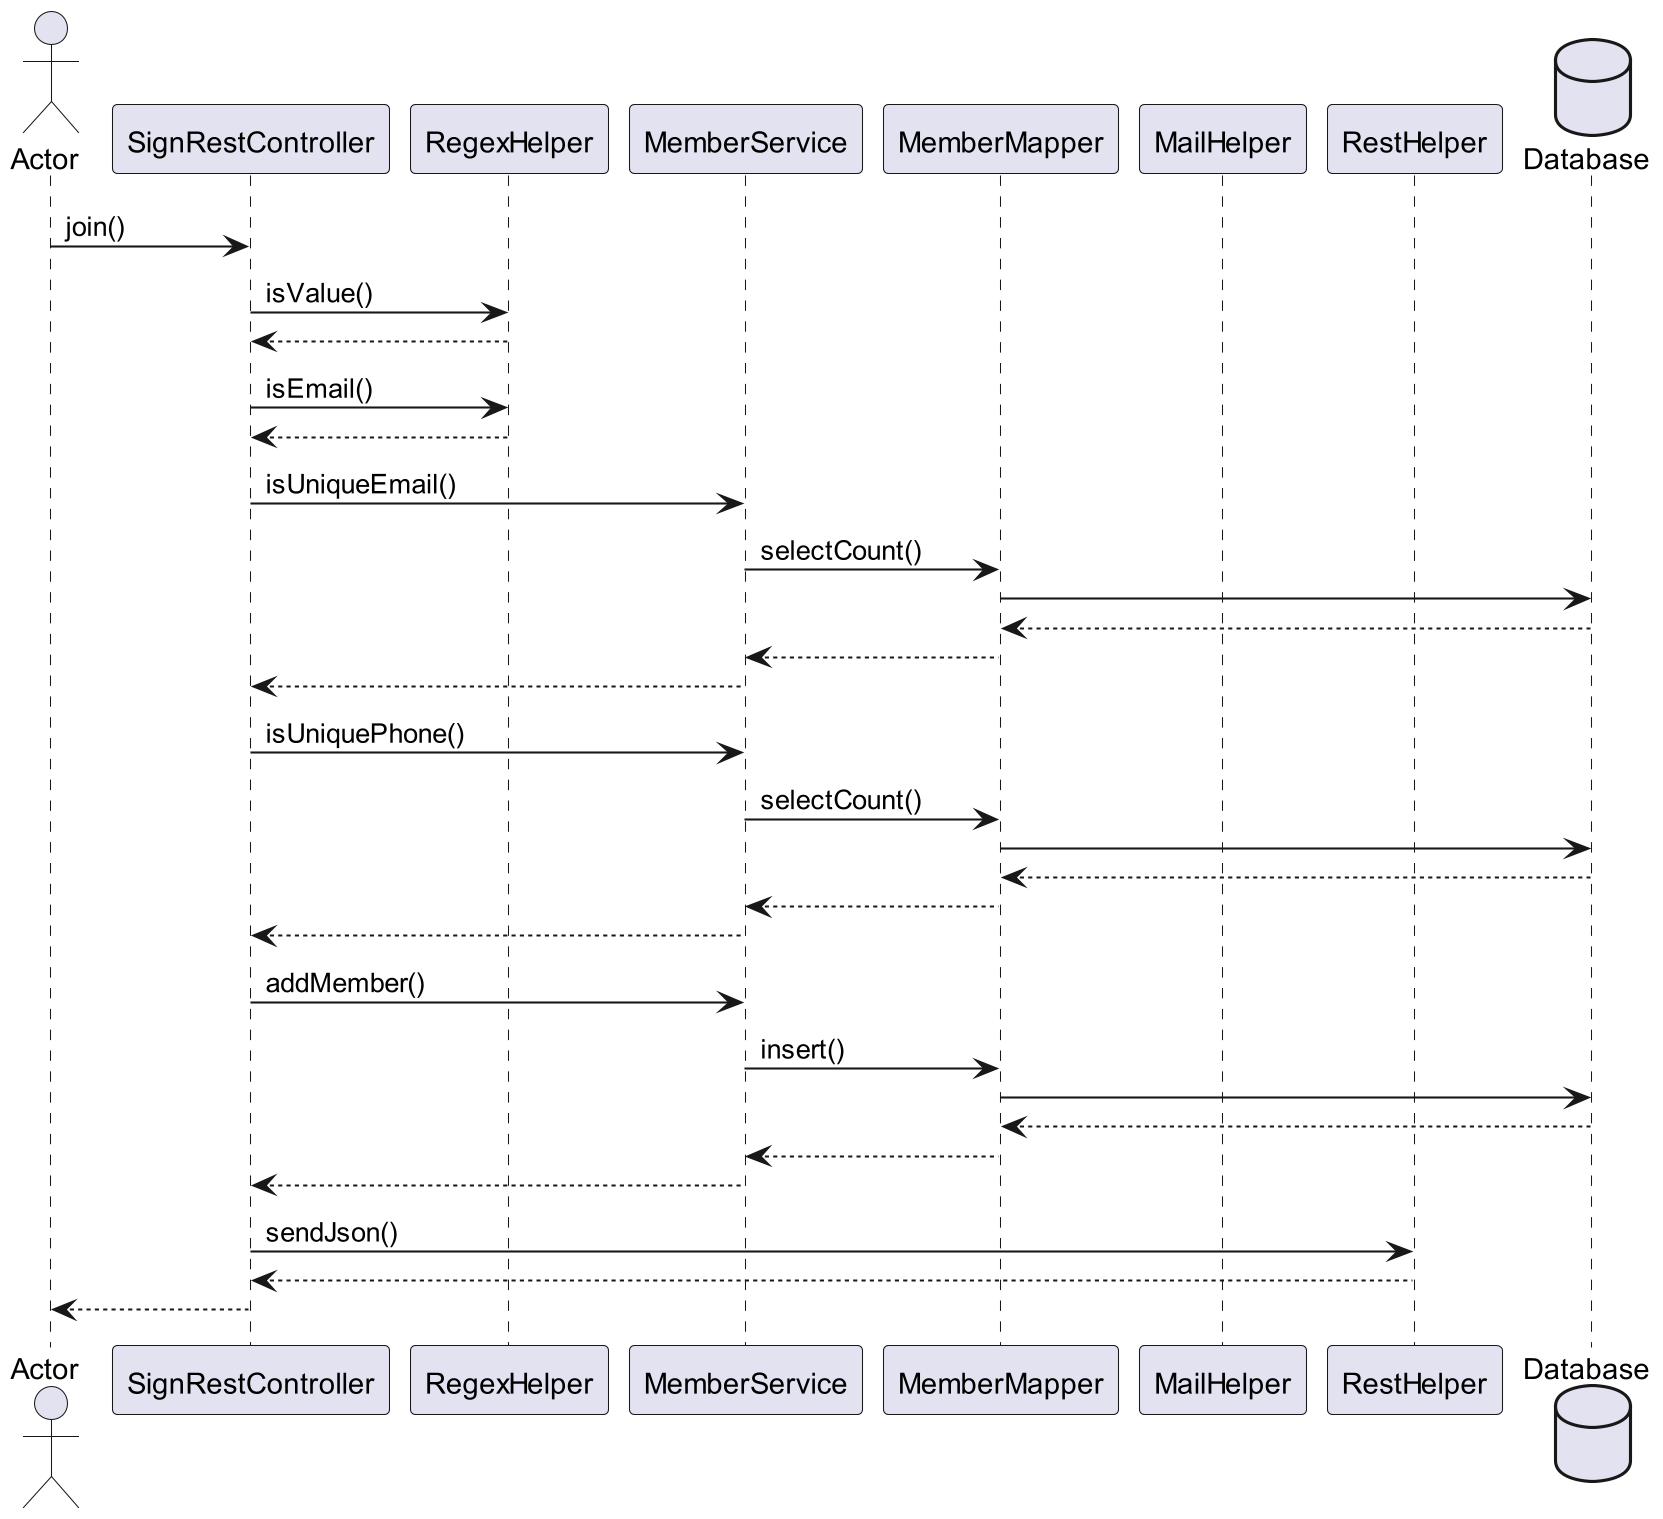 Actor
SignRestController
RegexHelper
MemberService
MemberMapper
MailHelper
RestHelper
Database
join()
isValue()
isEmail()
isUniqueEmail()
selectCount()
isUniquePhone()
selectCount()
addMember()
insert()
sendJson()
Actor
SignRestController
RegexHelper
MemberService
MemberMapper
MailHelper
RestHelper
Database